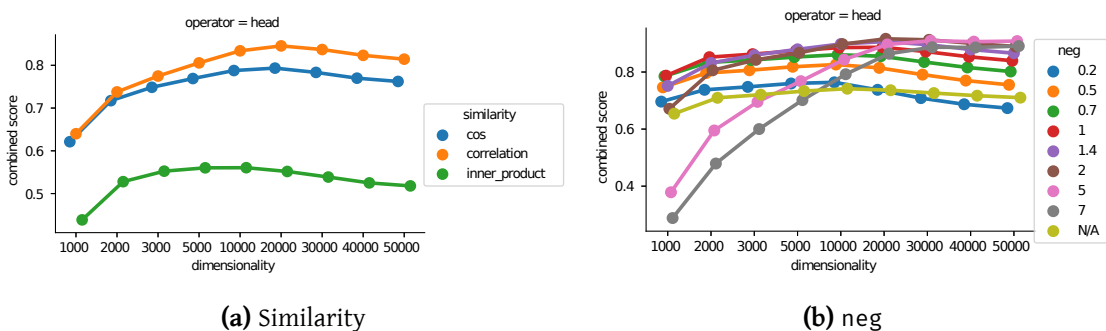 operator = head
combined score
0.8
0.7
0.6
0.5
1000 2000 3000 5000 10000 20000 30000 40000 50000
dimensionality
similarity
cos
correlation
inner_product
(a) Similarity
operator = head
combined score
0.8
0.6
0.4
1000 2000 3000 5000 10000 20000 30000 40000 50000
dimensionality
neg
0.2
0.5
0.7
1
1.4
2
5
7
N/A
(b) neg